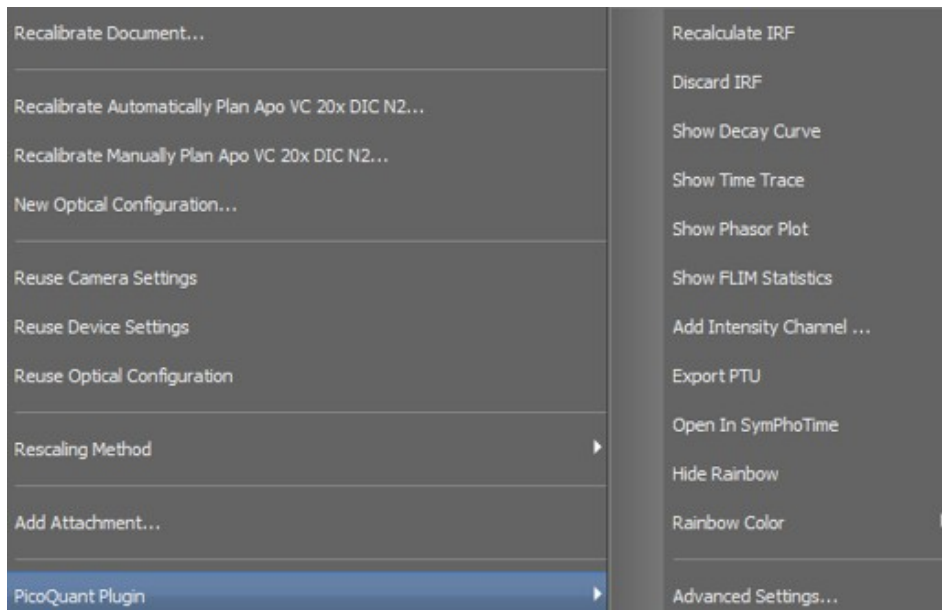 Recalibrate Document...
Recalibrate Automatically Plan Apo VC 20x DIC N2...
Recalibrate Manually Plan Apo VC 20x DIC N2...
New Optical Configuration...
Reuse Camera Settings
Reuse Device Settings
Reuse Optical Configuration
Rescaling Method
Add Attachment...
PicoQuant Plugin
Recalculate IRF
Discard IRF
Show Decay Curve
Show Time Trace
Show Phasor Plot
Show FLIM Statistics
Add Intensity Channel ...
Export PTU
Open In SymPhoTime
Hide Rainbow
Rainbow Color
Advanced Settings...